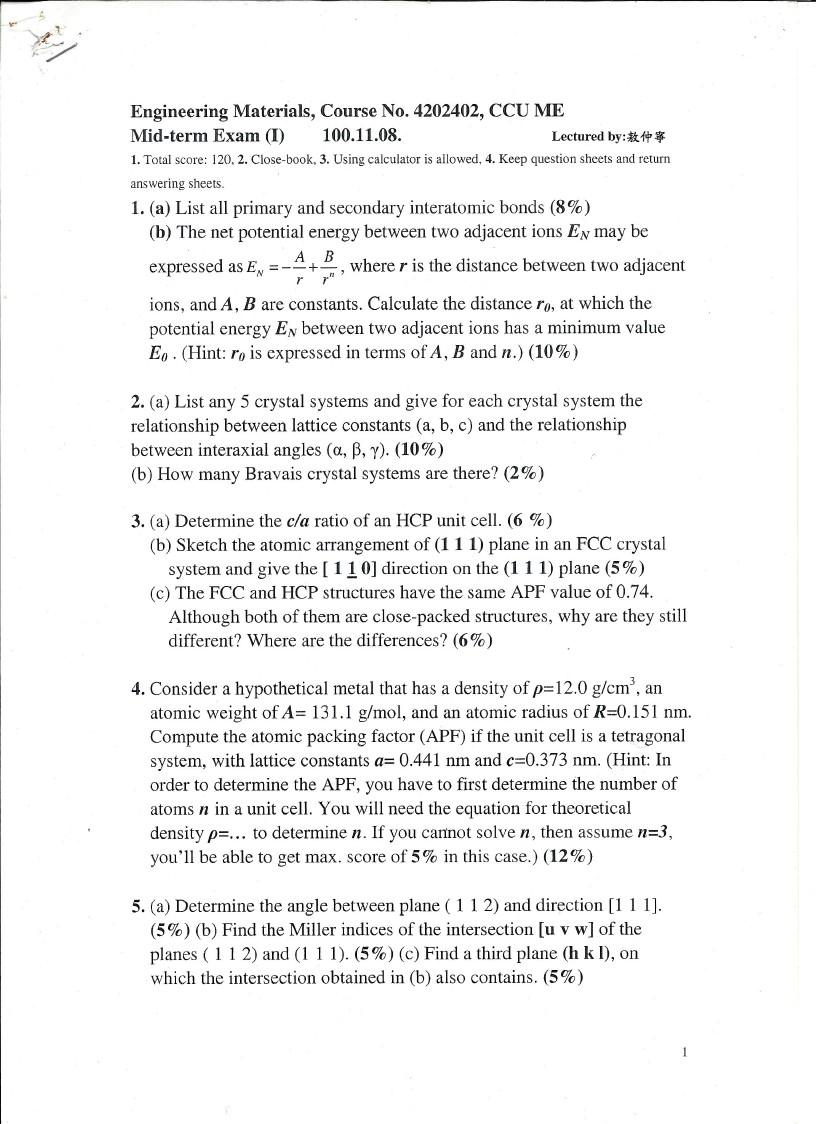 Engineering Materials, Course No. 4202402, CCU ME
Mid-term Exam (I) 100.11.08. Lectured by:敖仲寧
1. Total score: 120, 2. Close-book, 3. Using calculator is allowed, 4. Keep question sheets and return
answering sheets.
1. (a) List all primary and secondary interatomic bonds (8%)
(b) The net potential energy between two adjacent ions E_N may be
expressed as E_N = -A/r + B/r^n, where r is the distance between two adjacent
ions, and A, B are constants. Calculate the distance r_0, at which the
potential energy E_N between two adjacent ions has a minimum value
E_0 . (Hint: r_0 is expressed in terms of A, B and n.) (10%)
2. (a) List any 5 crystal systems and give for each crystal system the
relationship between lattice constants (a, b, c) and the relationship
between interaxial angles (α, β, γ). (10%)
(b) How many Bravais crystal systems are there? (2%)
3. (a) Determine the c/a ratio of an HCP unit cell. (6 %)
(b) Sketch the atomic arrangement of (1 1 1) plane in an FCC crystal
system and give the [ 1 1̲ 0] direction on the (1 1 1) plane (5%)
(c) The FCC and HCP structures have the same APF value of 0.74.
Although both of them are close-packed structures, why are they still
different? Where are the differences? (6%)
4. Consider a hypothetical metal that has a density of ρ=12.0 g/cm³, an
atomic weight of A= 131.1 g/mol, and an atomic radius of R=0.151 nm.
Compute the atomic packing factor (APF) if the unit cell is a tetragonal
system, with lattice constants a= 0.441 nm and c=0.373 nm. (Hint: In
order to determine the APF, you have to first determine the number of
atoms n in a unit cell. You will need the equation for theoretical
density ρ=... to determine n. If you cannot solve n, then assume n=3,
you'll be able to get max. score of 5% in this case.) (12%)
5. (a) Determine the angle between plane ( 1 1 2) and direction [1 1 1].
(5%) (b) Find the Miller indices of the intersection [u v w] of the
planes ( 1 1 2) and (1 1 1). (5%) (c) Find a third plane (h k l), on
which the intersection obtained in (b) also contains. (5%)
1